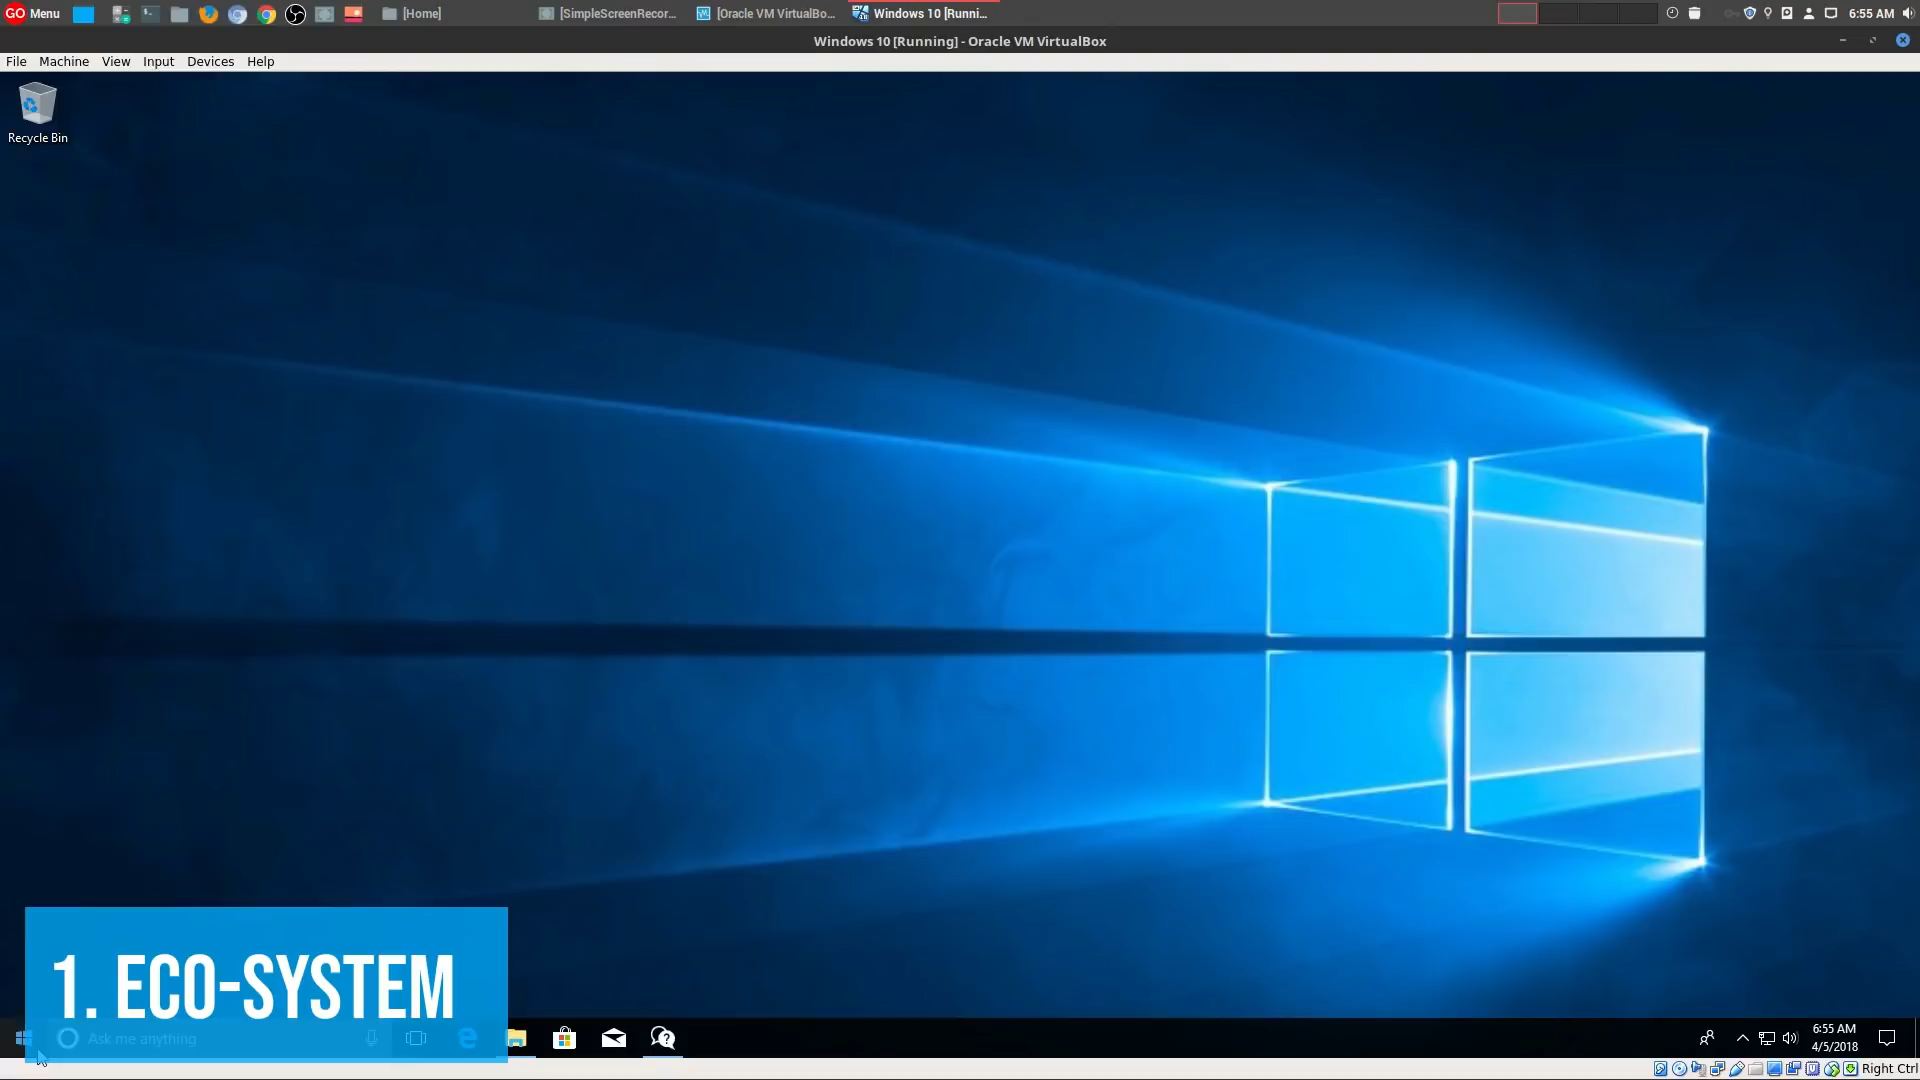 GO Menu [Home] [SimpleScreenRecor... [Oracle VM VirtualBo... Windows 10 [Runni... 6:55 AM
Windows 10 [Running] - Oracle VM VirtualBox
File Machine View Input Devices Help
Recycle Bin
1. ECO-SYSTEM
Ask me anything
6:55 AM
4/5/2018
Right Ctrl